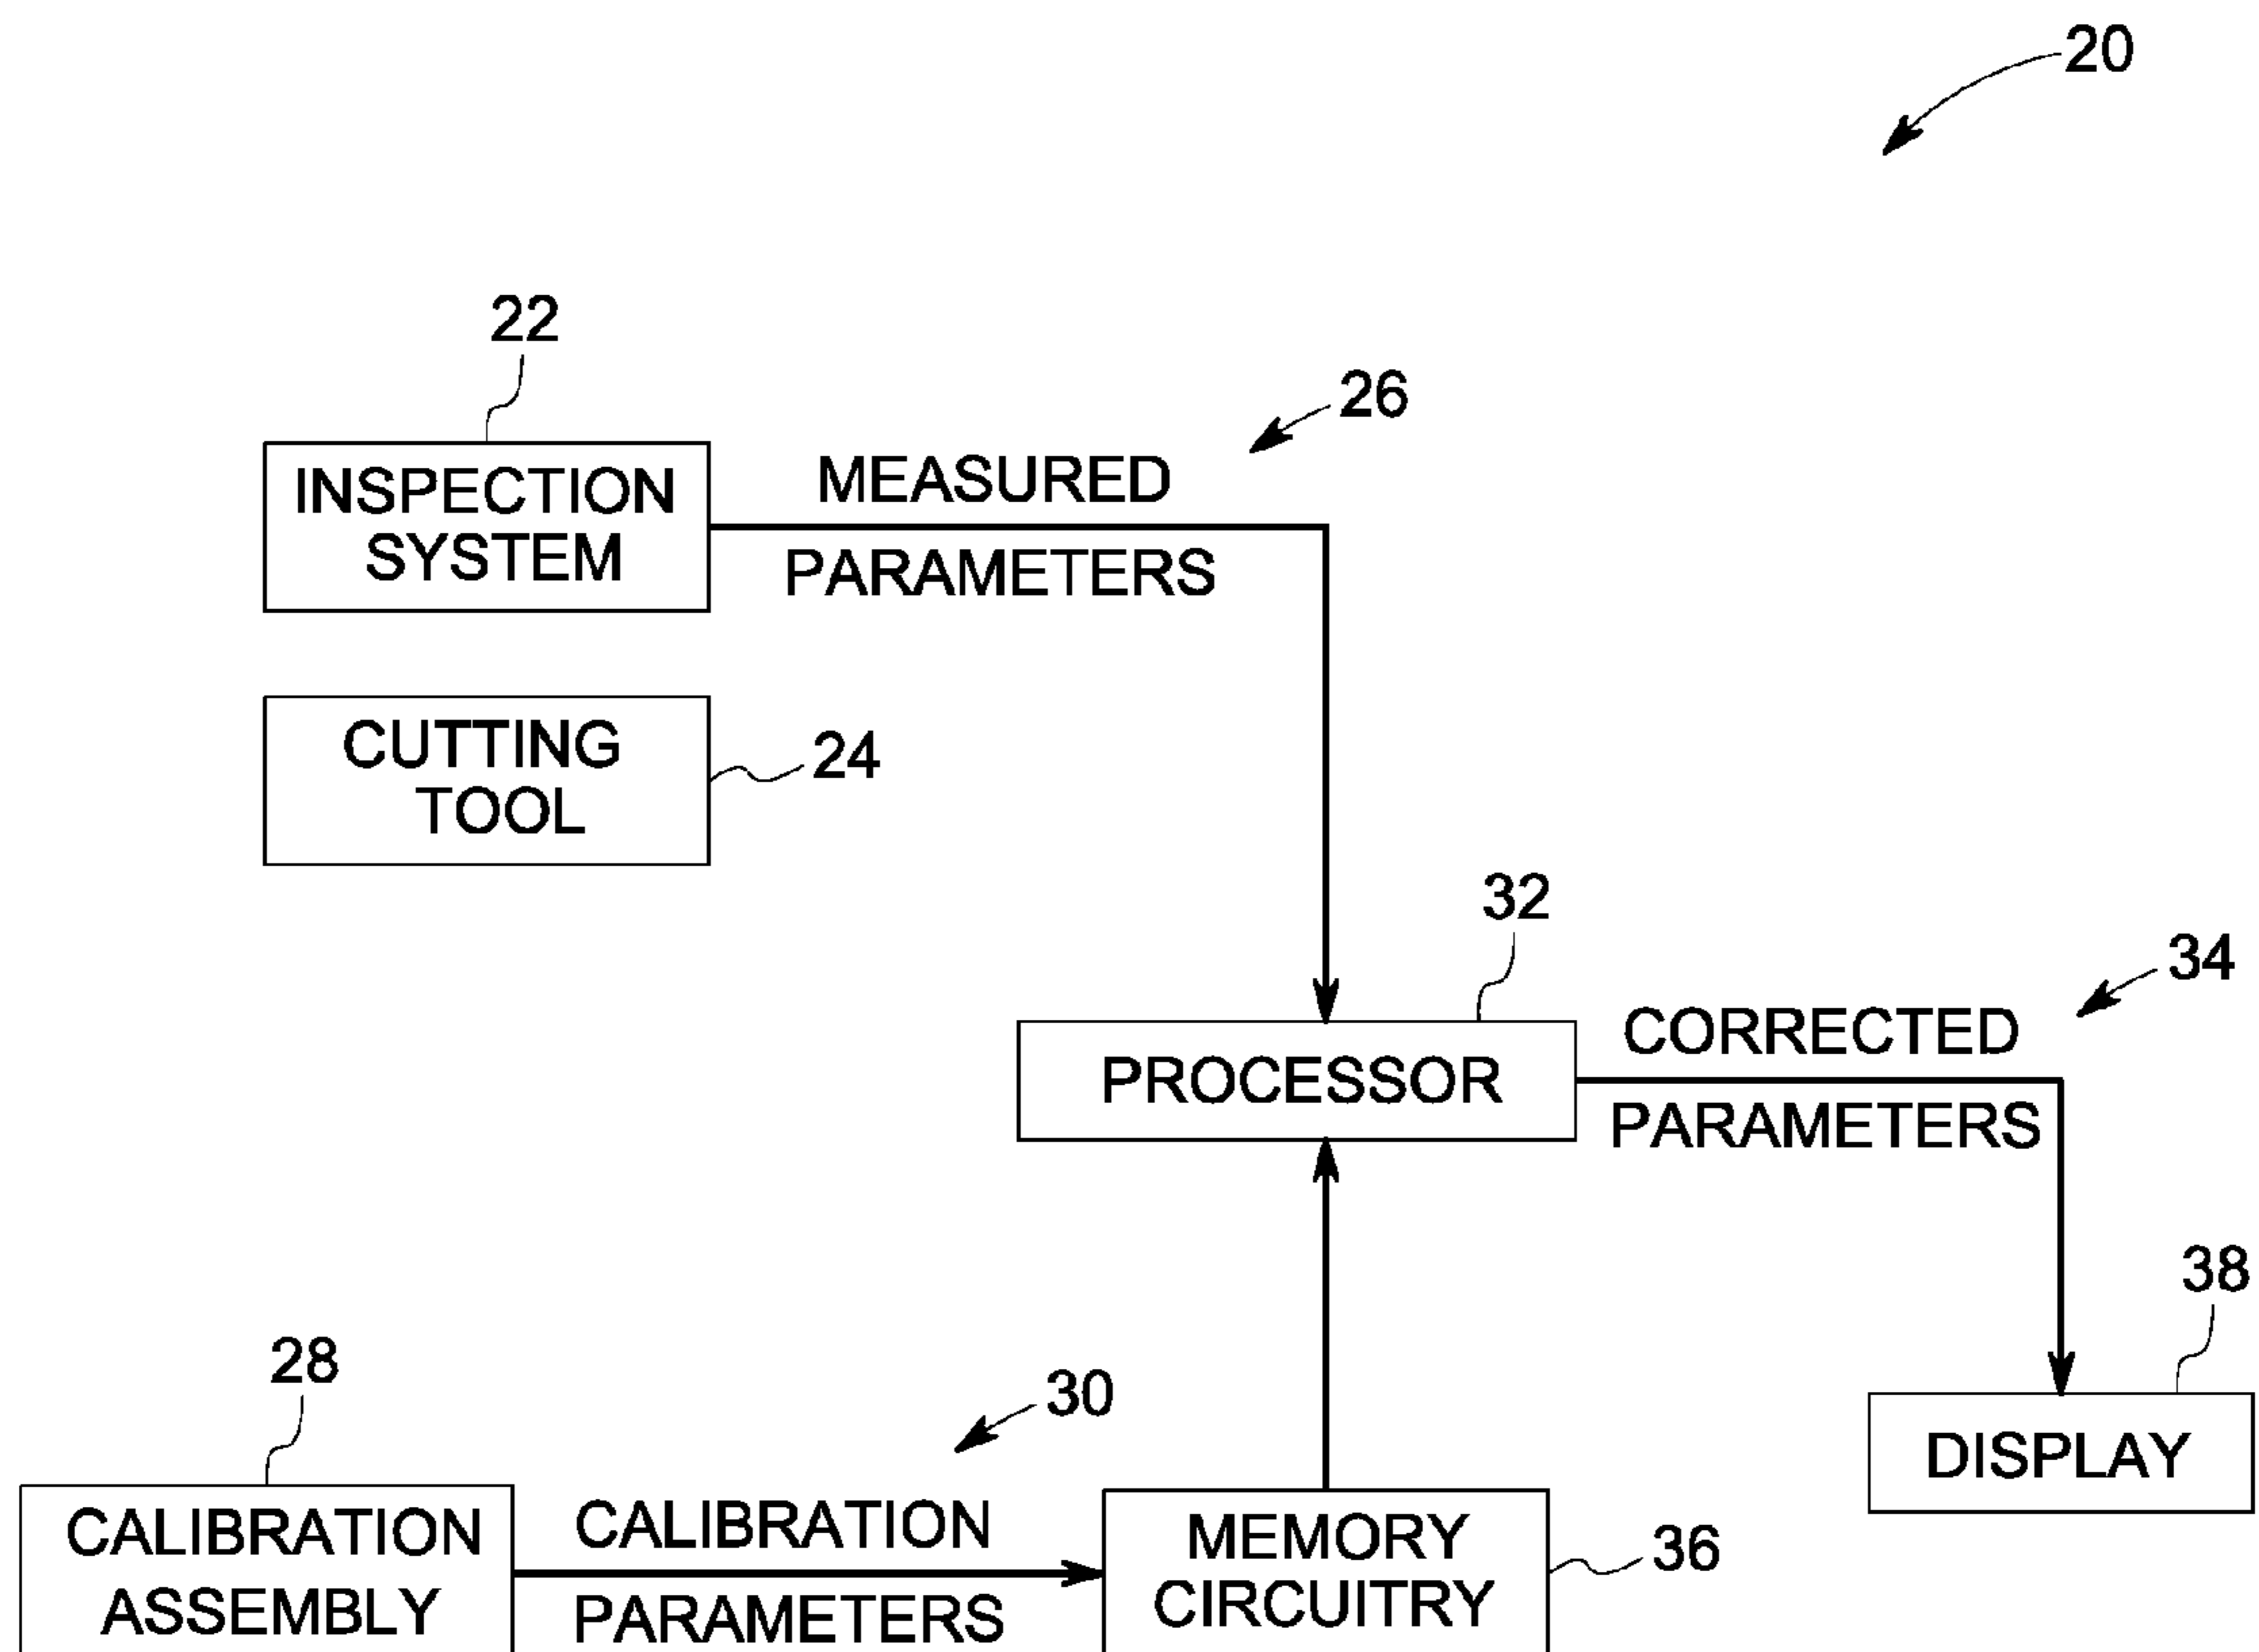 20
22
26
INSPECTION
SYSTEM
MEASURED
PARAMETERS
CUTTING
TOOL
24
32
34
PROCESSOR
CORRECTED
PARAMETERS
38
DISPLAY
28
30
CALIBRATION
ASSEMBLY
CALIBRATION
PARAMETERS
MEMORY
CIRCUITRY
36